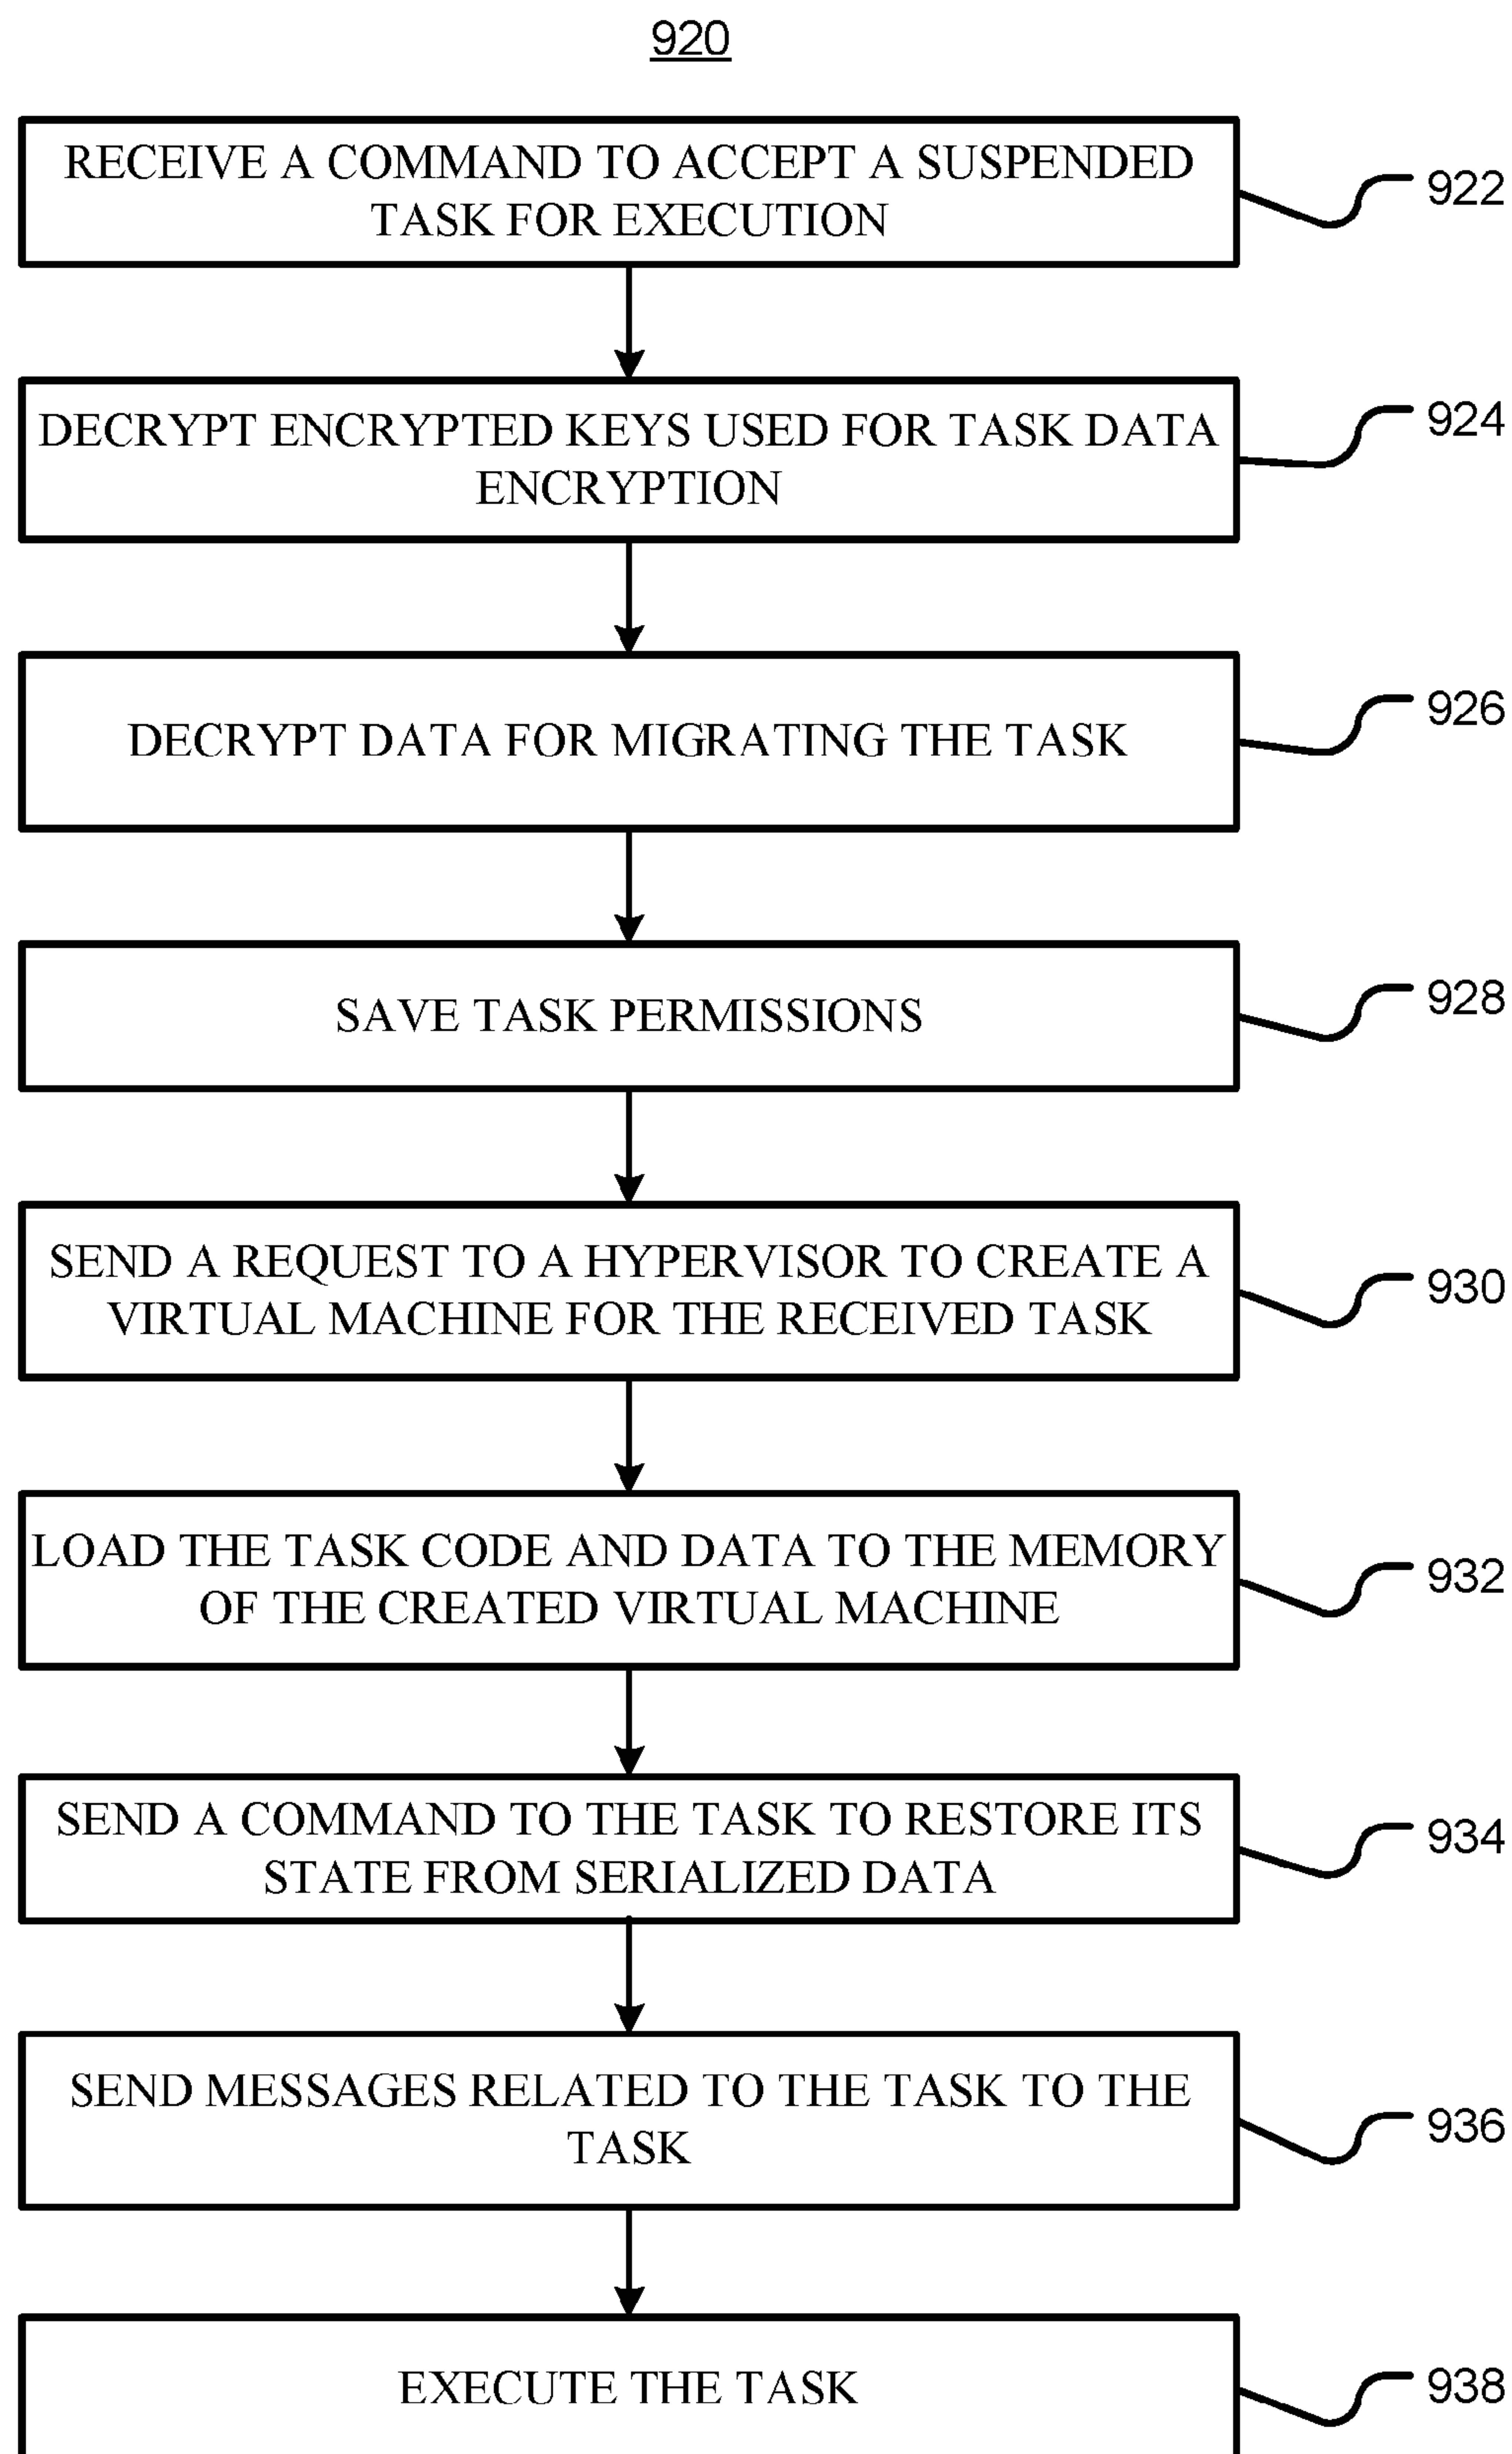 920
RECEIVE A COMMAND TO ACCEPT A SUSPENDED
TASK FOR EXECUTION
922
DECRYPT ENCRYPTED KEYS USED FOR TASK DATA
ENCRYPTION
924
DECRYPT DATA FOR MIGRATING THE TASK
926
SAVE TASK PERMISSIONS
928
SEND A REQUEST TO A HYPERVISOR TO CREATE A
VIRTUAL MACHINE FOR THE RECEIVED TASK
930
LOAD THE TASK CODE AND DATA TO THE MEMORY
OF THE CREATED VIRTUAL MACHINE
932
SEND A COMMAND TO THE TASK TO RESTORE ITS
STATE FROM SERIALIZED DATA
934
SEND MESSAGES RELATED TO THE TASK TO THE
TASK
936
EXECUTE THE TASK
938